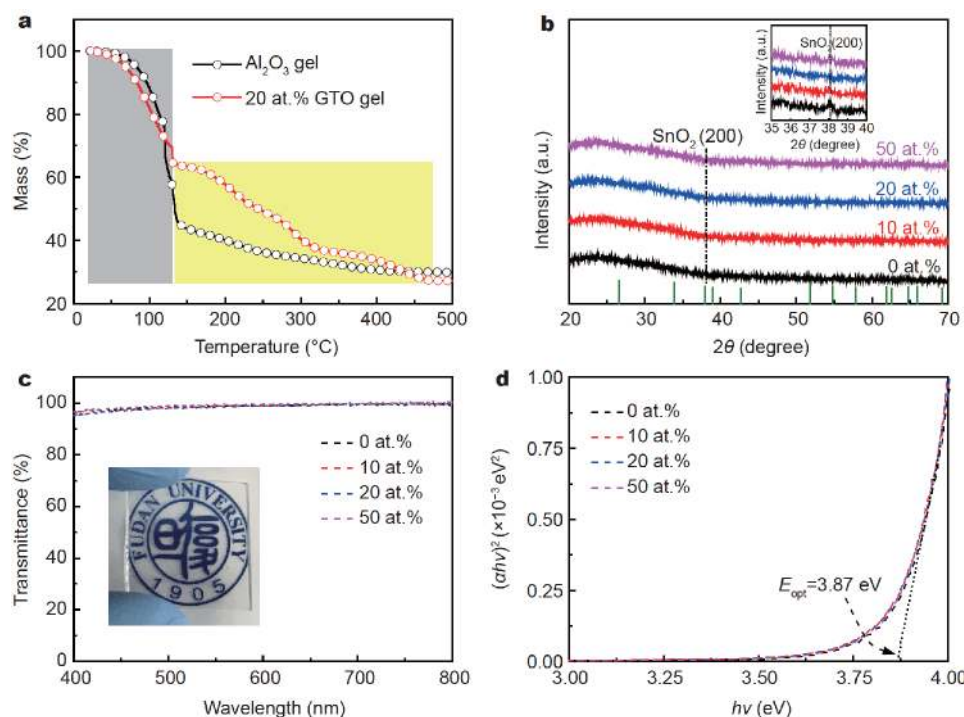 a
100
80
60
40
20
0
100
200
300
400
500
Mass (%)
Temperature (°C)
Al2O3 gel
20 at.% GTO gel
b
Intensity (a.u.)
2θ (degree)
20
30
40
50
60
70
SnO2 (200)
50 at.%
20 at.%
10 at.%
0 at.%
Intensity (a.u.)
SnO2 (200)
35 36 37 38 39 40
2θ (degree)
c
100
80
60
40
20
0
400
500
600
700
800
Transmittance (%)
Wavelength (nm)
0 at.%
10 at.%
20 at.%
50 at.%
FUDAN UNIVERSITY
1905
d
1.00
0.75
0.50
0.25
0.00
3.00
3.25
3.50
3.75
4.00
(αhν)² (×10⁻³ eV²)
hν (eV)
0 at.%
10 at.%
20 at.%
50 at.%
Eopt=3.87 eV